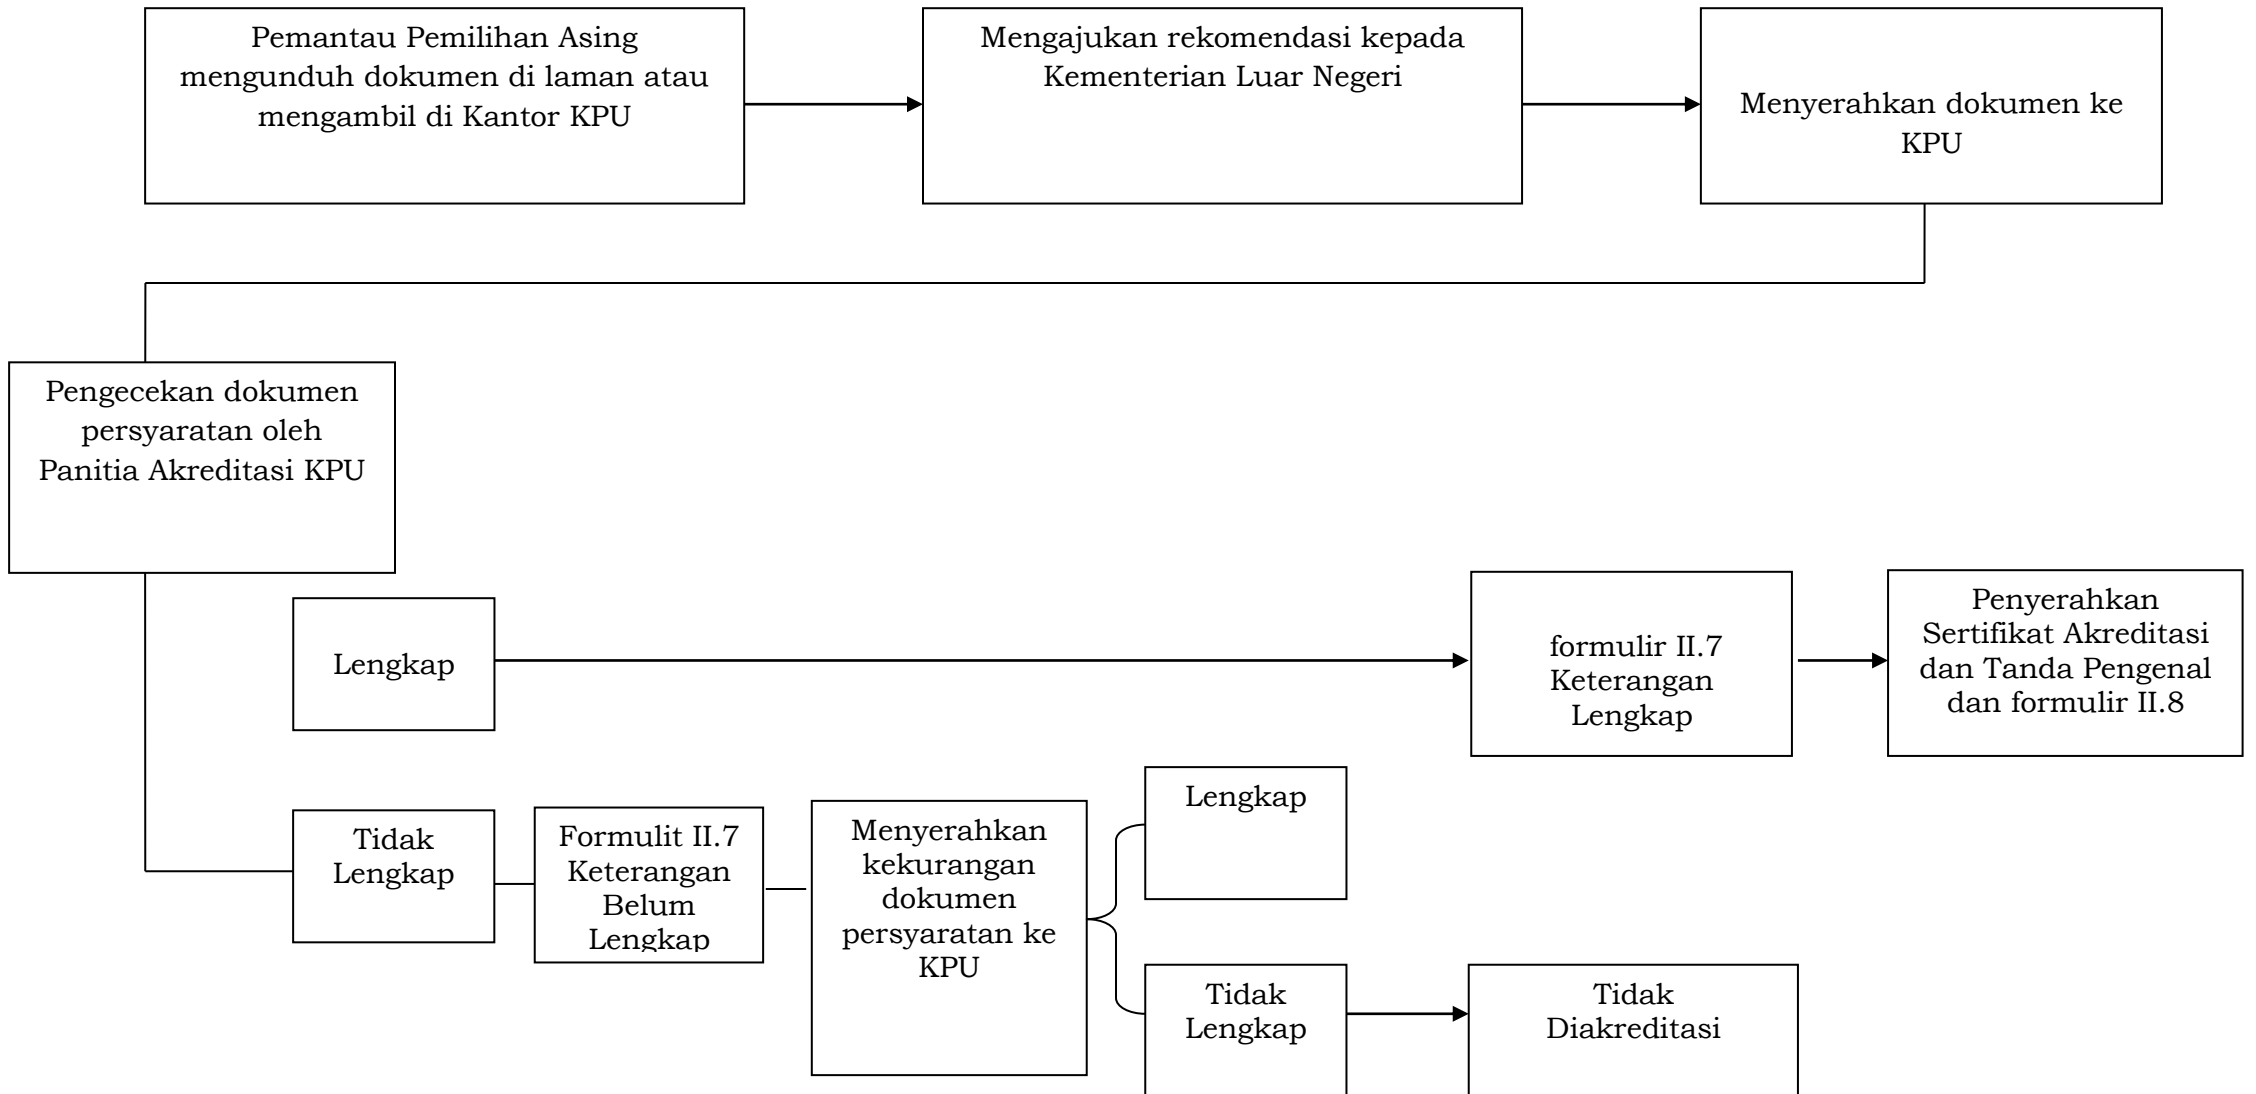 Pemantau Pemilihan Asing
mengunduh dokumen di laman atau
mengambil di Kantor KPU
Mengajukan rekomendasi kepada
Kementerian Luar Negeri
Menyerahkan dokumen ke
KPU
Pengecekan dokumen
persyaratan oleh
Panitia Akreditasi KPU
Lengkap
formulir II.7
Keterangan
Lengkap
Penyerahkan
Sertifikat Akreditasi
dan Tanda Pengenal
dan formulir II.8
Tidak
Lengkap
Formulit II.7
Keterangan
Belum
Lengkap
Menyerahkan
kekurangan
dokumen
persyaratan ke
KPU
Lengkap
Tidak
Lengkap
Tidak
Diakreditasi